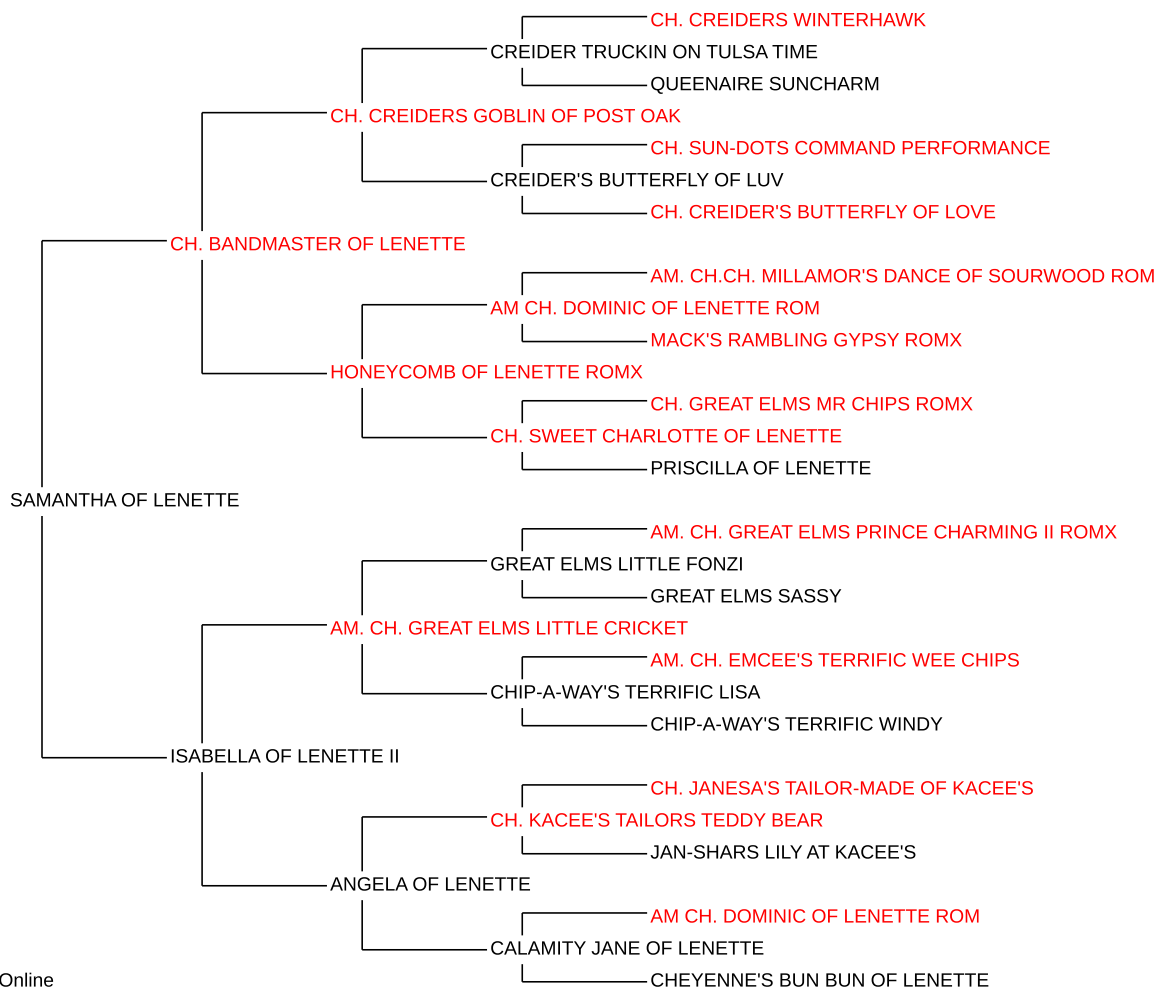 CH. CREIDERS WINTERHAWK
CREIDER TRUCKIN ON TULSA TIME
QUEENAIRE SUNCHARM
CH. CREIDERS GOBLIN OF POST OAK
CH. SUN-DOTS COMMAND PERFORMANCE
CREIDER'S BUTTERFLY OF LUV
CH. CREIDER'S BUTTERFLY OF LOVE
CH. BANDMASTER OF LENETTE
AM. CH.CH. MILLAMOR'S DANCE OF SOURWOOD ROM
AM CH. DOMINIC OF LENETTE ROM
MACK'S RAMBLING GYPSY ROMX
HONEYCOMB OF LENETTE ROMX
CH. GREAT ELMS MR CHIPS ROMX
CH. SWEET CHARLOTTE OF LENETTE
PRISCILLA OF LENETTE
SAMANTHA OF LENETTE
AM. CH. GREAT ELMS PRINCE CHARMING II ROMX
GREAT ELMS LITTLE FONZI
GREAT ELMS SASSY
AM. CH. GREAT ELMS LITTLE CRICKET
AM. CH. EMCEE'S TERRIFIC WEE CHIPS
CHIP-A-WAY'S TERRIFIC LISA
CHIP-A-WAY'S TERRIFIC WINDY
ISABELLA OF LENETTE II
CH. JANESA'S TAILOR-MADE OF KACEE'S
CH. KACEE'S TAILORS TEDDY BEAR
JAN-SHARS LILY AT KACEE'S
ANGELA OF LENETTE
AM CH. DOMINIC OF LENETTE ROM
CALAMITY JANE OF LENETTE
CHEYENNE'S BUN BUN OF LENETTE
Online